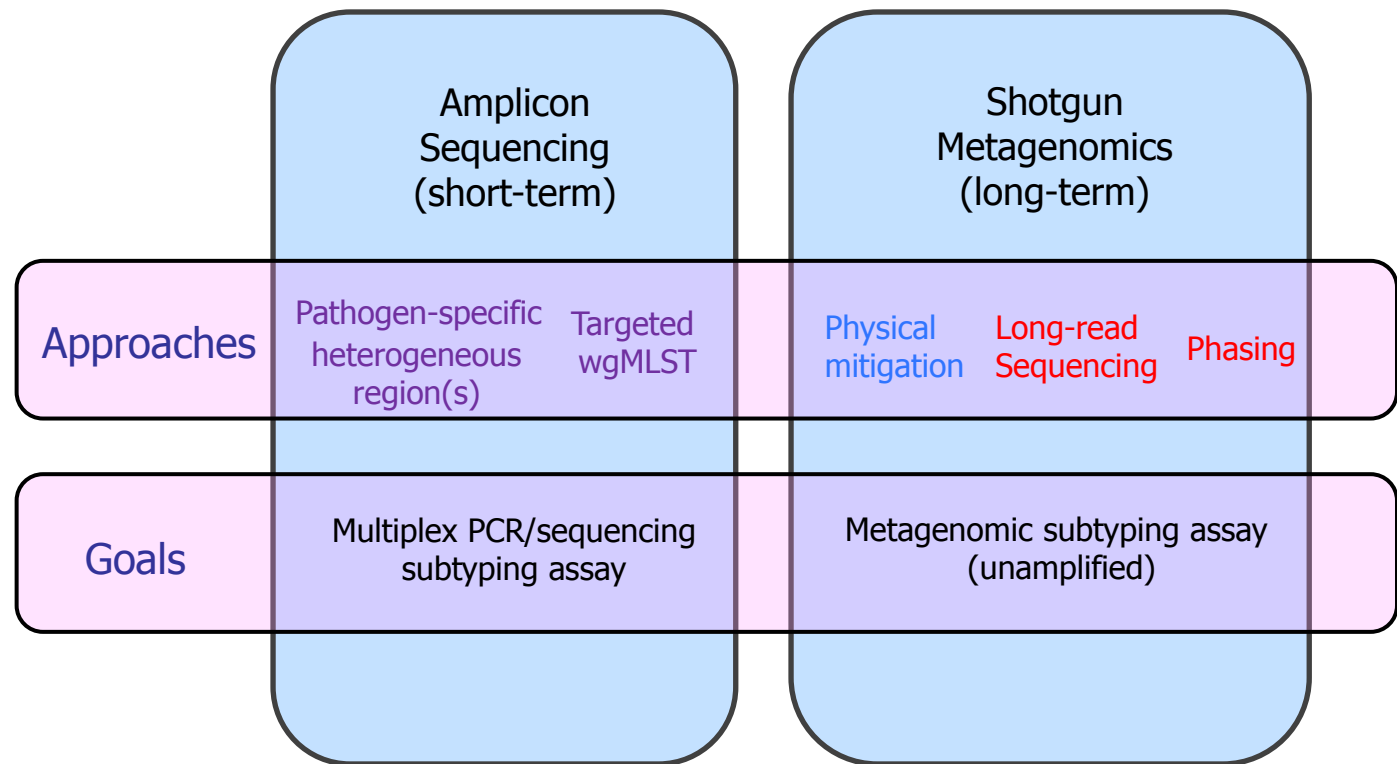 Amplicon
Sequencing
(short-term)
Shotgun
Metagenomics
(long-term)
Approaches
Pathogen-specific
heterogeneous
region(s)
Targeted
wgMLST
Physical
mitigation
Long-read
Sequencing
Phasing
Goals
Multiplex PCR/sequencing
subtyping assay
Metagenomic subtyping assay
(unamplified)